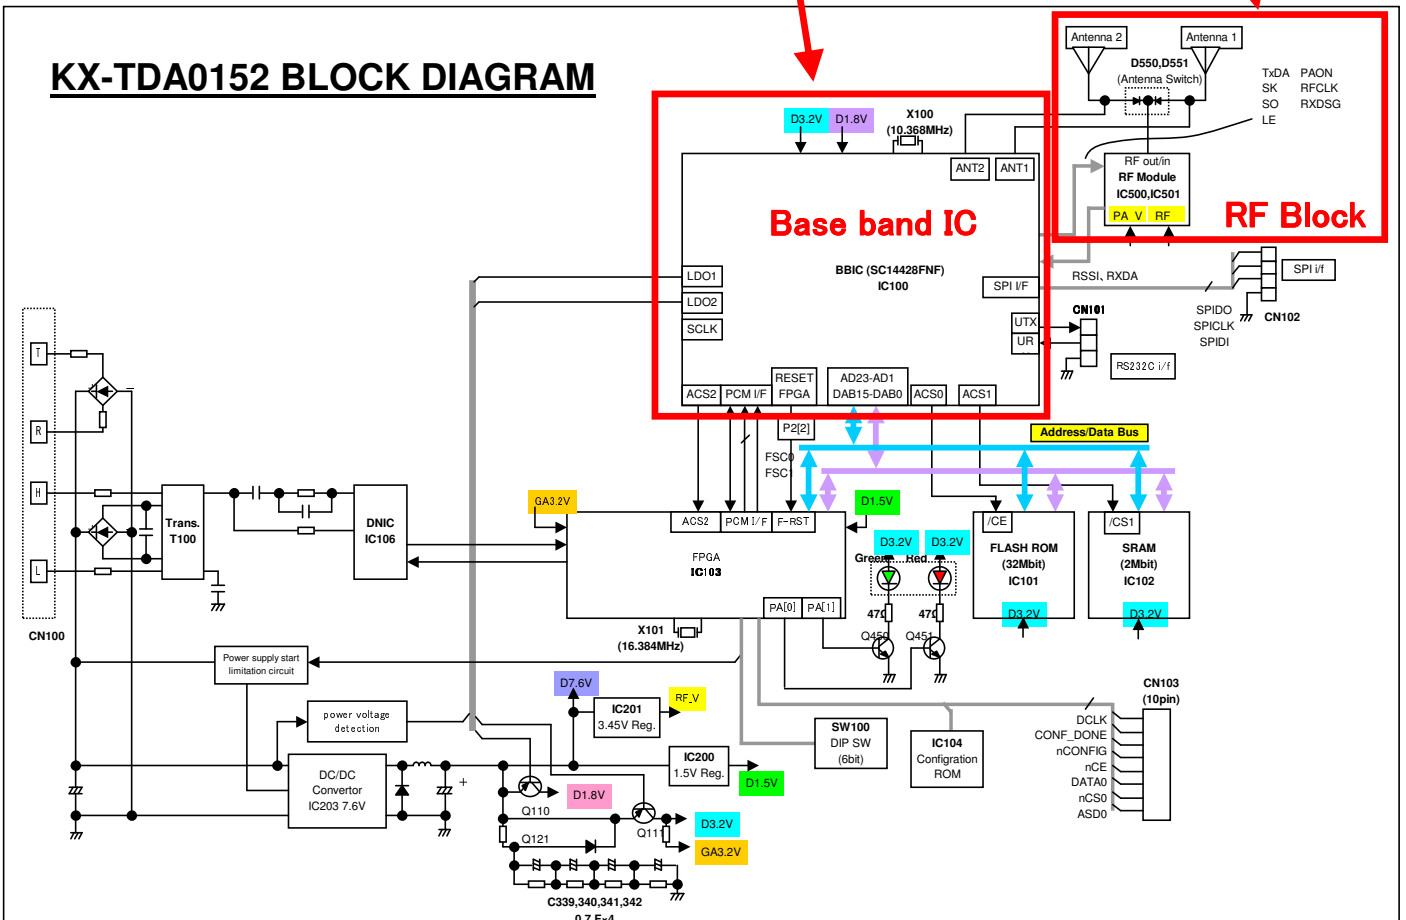 KX-TDA0152 BLOCK DIAGRAM
Antenna 2
Antenna 1
D550,D551
(Antenna Switch)
TxDA PAON
SK RFCLK
SO RXDSG
LE
RF out/in
RF Module
IC500,IC501
PA V RF
RF Block
D3.2V
D1.8V
X100
(10.368MHz)
ANT2
ANT1
Base band IC
BBIC (SC14428FNF)
IC100
LDO1
LDO2
SCLK
SPI I/F
UTX
UR
RSSI、RXDA
SPI i/f
SPIDO
SPICLK
SPIDI
CN102
CN101
RS232C i/f
ACS2
PCM I/F
RESET
FPGA
AD23-AD1
DAB15-DAB0
ACS0
ACS1
P2[2]
FSC0
FSC1
Address/Data Bus
T
R
H
L
CN100
Trans.
T100
DNIC
IC106
GA3.2V
D1.5V
ACS2
PCM I/F
F-RST
FPGA
IC103
PA[0]
PA[1]
X101
(16.384MHz)
D3.2V
D3.2V
Green
Red
47Ω
47Ω
Q450
Q451
/CE
FLASH ROM
(32Mbit)
IC101
D3.2V
/CS1
SRAM
(2Mbit)
IC102
D3.2V
Power supply start
limitation circuit
power voltage
detection
DC/DC
Convertor
IC203 7.6V
+
D7.6V
IC201
3.45V Reg.
RF_V
IC200
1.5V Reg.
D1.5V
Q110
D1.8V
Q121
Q111
D3.2V
GA3.2V
C339,340,341,342
0.7 Fx4
SW100
DIP SW
(6bit)
IC104
Configration
ROM
CN103
(10pin)
DCLK
CONF_DONE
nCONFIG
nCE
DATA0
nCS0
ASD0